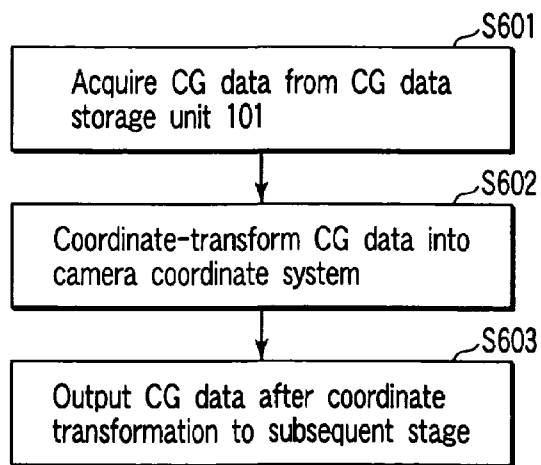 S601
Acquire CG data from CG data
storage unit 101
S602
Coordinate-transform CG data into
camera coordinate system
S603
Output CG data after coordinate
transformation to subsequent stage